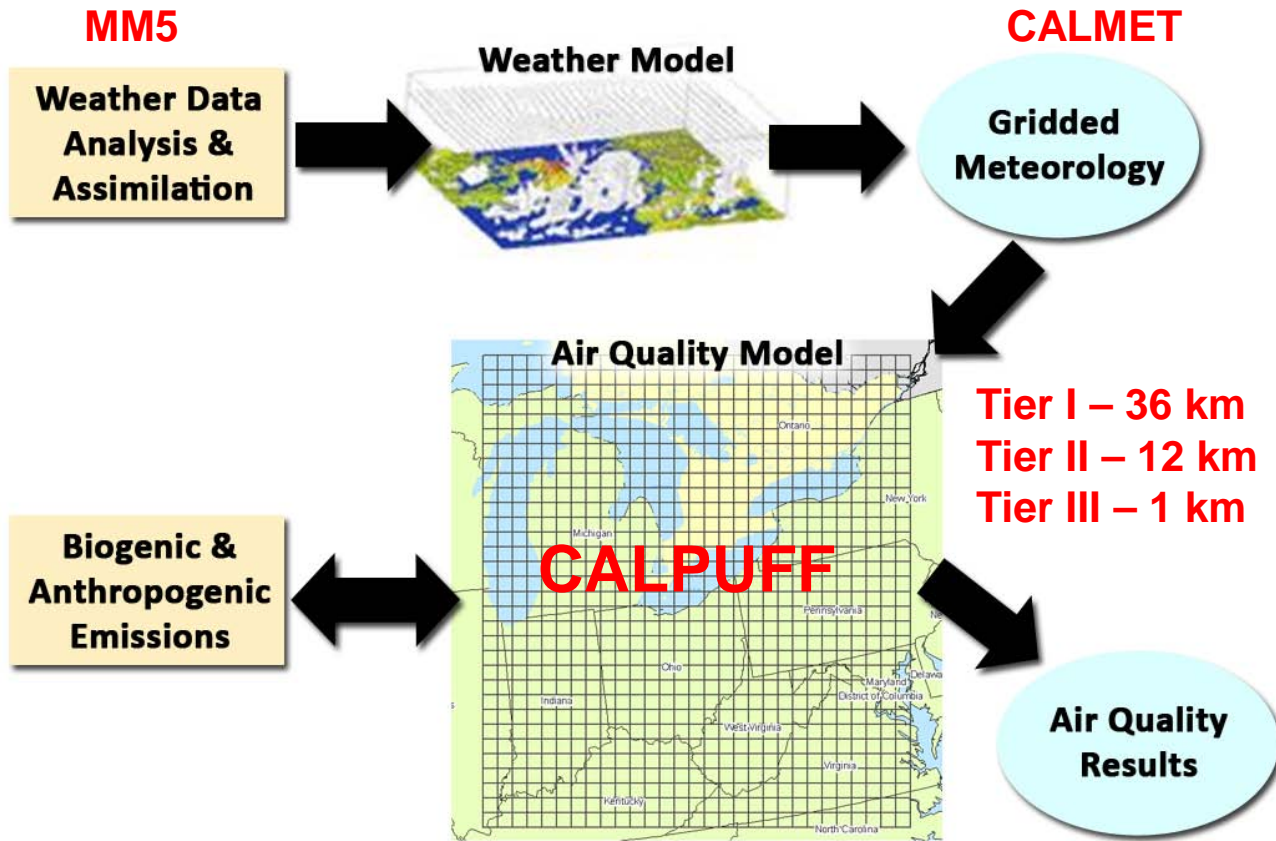 MM5
CALMET
Weather Model
Weather Data
Analysis &
Assimilation
Gridded
Meteorology
Air Quality Model
Tier I – 36 km
Tier II – 12 km
Tier III – 1 km
Ontario
New York
Michigan
CALPUFF
Biogenic &
Anthropogenic
Emissions
Pennsylvania
Ohio
Indiana
Maryland
Delawa
District of Columbia
West Virginia
Virginia
Kentucky
North Carolina
Air Quality
Results